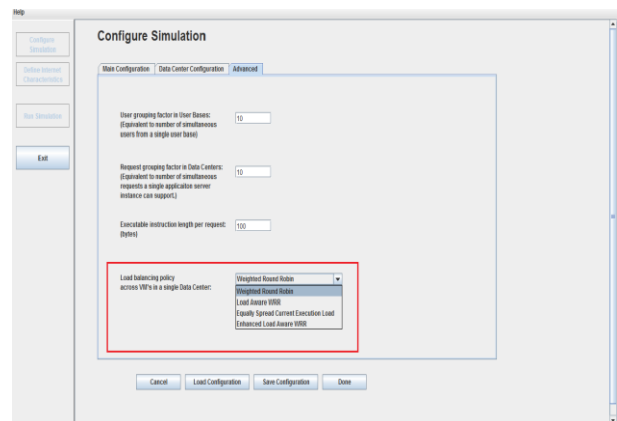 Help
Configure
Simulation
Define Internet
Characteristics
Run Simulation
Exit
Configure Simulation
Main Configuration Data Center Configuration Advanced
User grouping factor in User Bases:
(Equivalent to number of simultaneous
users from a single user base)
10
Request grouping factor in Data Centers:
(Equivalent to number of simultaneous
requests a single applicaiton server
instance can support.)
10
Executable instruction length per request:
(bytes)
100
Load balancing policy
across VM's in a single Data Center:
Weighted Round Robin
Weighted Round Robin
Load Aware WRR
Equally Spread Current Execution Load
Enhanced Load Aware WRR
Cancel Load Configuration Save Configuration Done